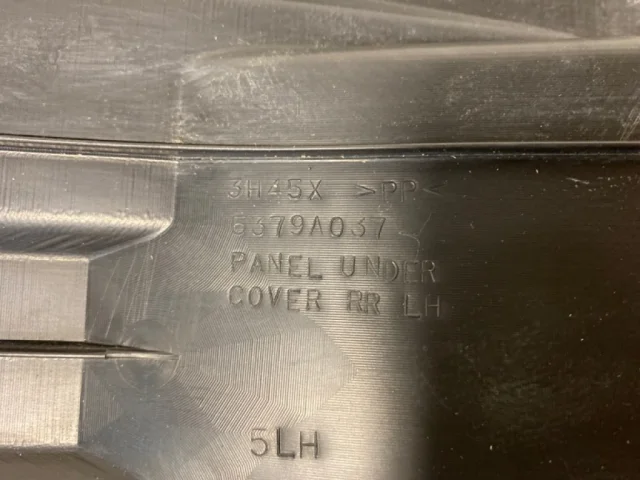 3H45X >PP<
5379A037
PANEL UNDER
COVER RR LH
5LH